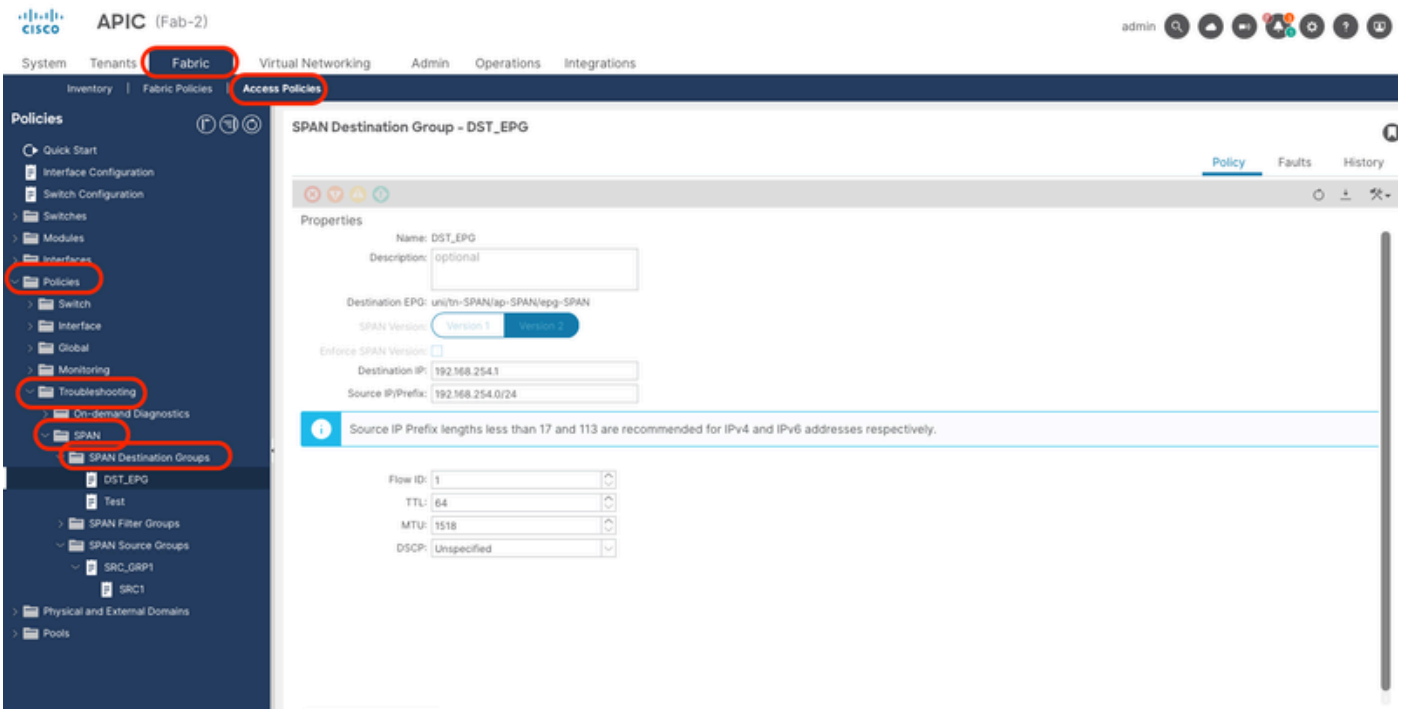 CISCO APIC (Fab-2) admin
System Tenants Fabric Virtual Networking Admin Operations Integrations
Inventory | Fabric Policies | Access Policies
Policies
Quick Start
Interface Configuration
Switch Configuration
Switches
Modules
Interfaces
Policies
Switch
Interface
Global
Monitoring
Troubleshooting
On-demand Diagnostics
SPAN
SPAN Destination Groups
DST_EPG
Test
SPAN Filter Groups
SPAN Source Groups
SRC_GRP1
SRC1
Physical and External Domains
Pools
SPAN Destination Group - DST_EPG
Policy Faults History
Properties
Name: DST_EPG
Description: optional
Destination EPG: uni/tn-SPAN/ap-SPAN/epg-SPAN
SPAN Version: Version 1 Version 2
Enforce SPAN Version:
Destination IP: 192.168.254.1
Source IP/Prefix: 192.168.254.0/24
Source IP Prefix lengths less than 17 and 113 are recommended for IPv4 and IPv6 addresses respectively.
Flow ID: 1
TTL: 64
MTU: 1518
DSCP: Unspecified